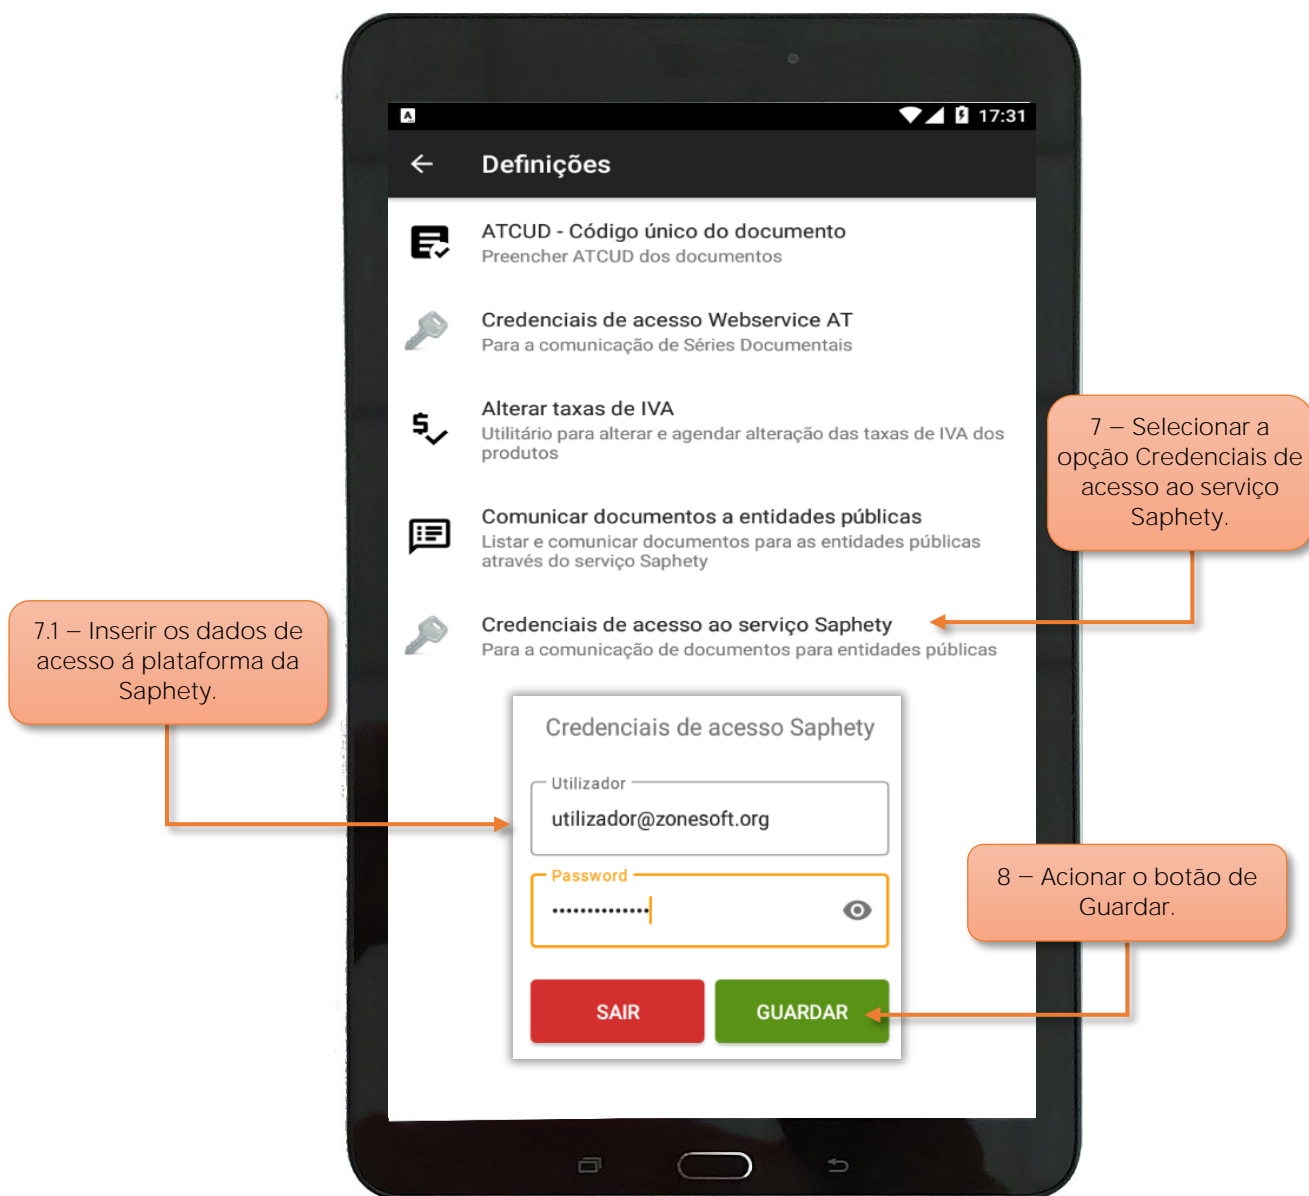 17:31
Definições
ATCUD - Código único do documento
Preencher ATCUD dos documentos
Credenciais de acesso Webservice AT
Para a comunicação de Séries Documentais
Alterar taxas de IVA
Utilitário para alterar e agendar alteração das taxas de IVA dos
produtos
7 – Selecionar a
opção Credenciais de
acesso ao serviço
Saphety.
Comunicar documentos a entidades públicas
Listar e comunicar documentos para as entidades públicas
através do serviço Saphety
Credenciais de acesso ao serviço Saphety
Para a comunicação de documentos para entidades públicas
7.1 – Inserir os dados de
acesso á plataforma da
Saphety.
Credenciais de acesso Saphety
Utilizador
utilizador@zonesoft.org
Password
••••••••••••••
8 – Acionar o botão de
Guardar.
SAIR
GUARDAR